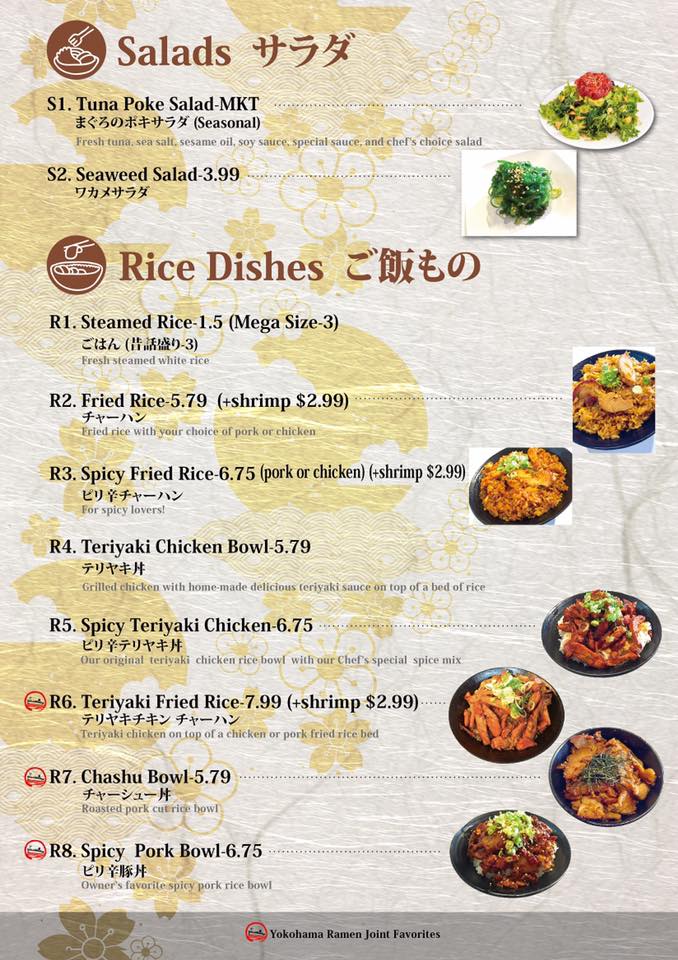 Salads サラダ
S1. Tuna Poke Salad-MKT
まぐろのポキサラダ (Seasonal)
Fresh tuna, sea salt, sesame oil, soy sauce, special sauce, and chef's choice salad
S2. Seaweed Salad-3.99
ワカメサラダ
Rice Dishes ご飯もの
R1. Steamed Rice-1.5 (Mega Size-3)
ごはん (昔話盛り-3)
Fresh steamed white rice
R2. Fried Rice-5.79 (+shrimp $2.99)
チャーハン
Fried rice with your choice of pork or chicken
R3. Spicy Fried Rice-6.75 (pork or chicken) (+shrimp $2.99)
ピリ辛チャーハン
For spicy lovers!
R4. Teriyaki Chicken Bowl-5.79
テリヤキ丼
Grilled chicken with home-made delicious teriyaki sauce on top of a bed of rice
R5. Spicy Teriyaki Chicken-6.75
ピリ辛テリヤキ丼
Our original teriyaki chicken rice bowl with our Chef's special spice mix
R6. Teriyaki Fried Rice-7.99 (+shrimp $2.99)
テリヤキチキン チャーハン
Teriyaki chicken on top of a chicken or pork fried rice bed
R7. Chashu Bowl-5.79
チャーシュー丼
Roasted pork cut rice bowl
R8. Spicy Pork Bowl-6.75
ピリ辛豚丼
Owner's favorite spicy pork rice bowl
Yokohama Ramen Joint Favorites